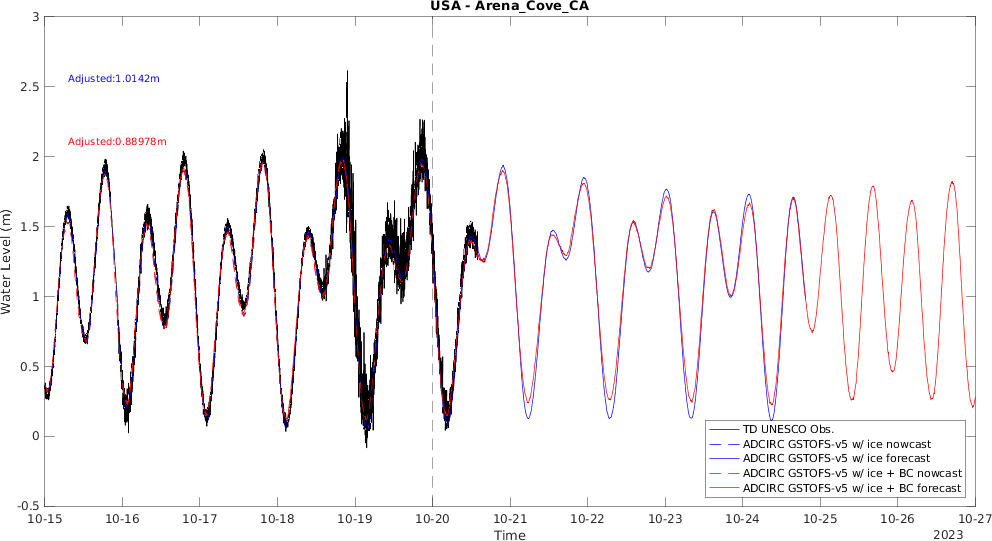 USA - Arena_Cove_CA
3
2.5
2
1.5
1
0.5
0
-0.5
Water Level (m)
Adjusted:1.0142m
Adjusted:0.88978m
TD UNESCO Obs.
ADCIRC GSTOFS-v5 w/ ice nowcast
ADCIRC GSTOFS-v5 w/ ice forecast
ADCIRC GSTOFS-v5 w/ ice + BC nowcast
ADCIRC GSTOFS-v5 w/ ice + BC forecast
10-15 10-16 10-17 10-18 10-19 10-20 10-21 10-22 10-23 10-24 10-25 10-26 10-27
Time
2023